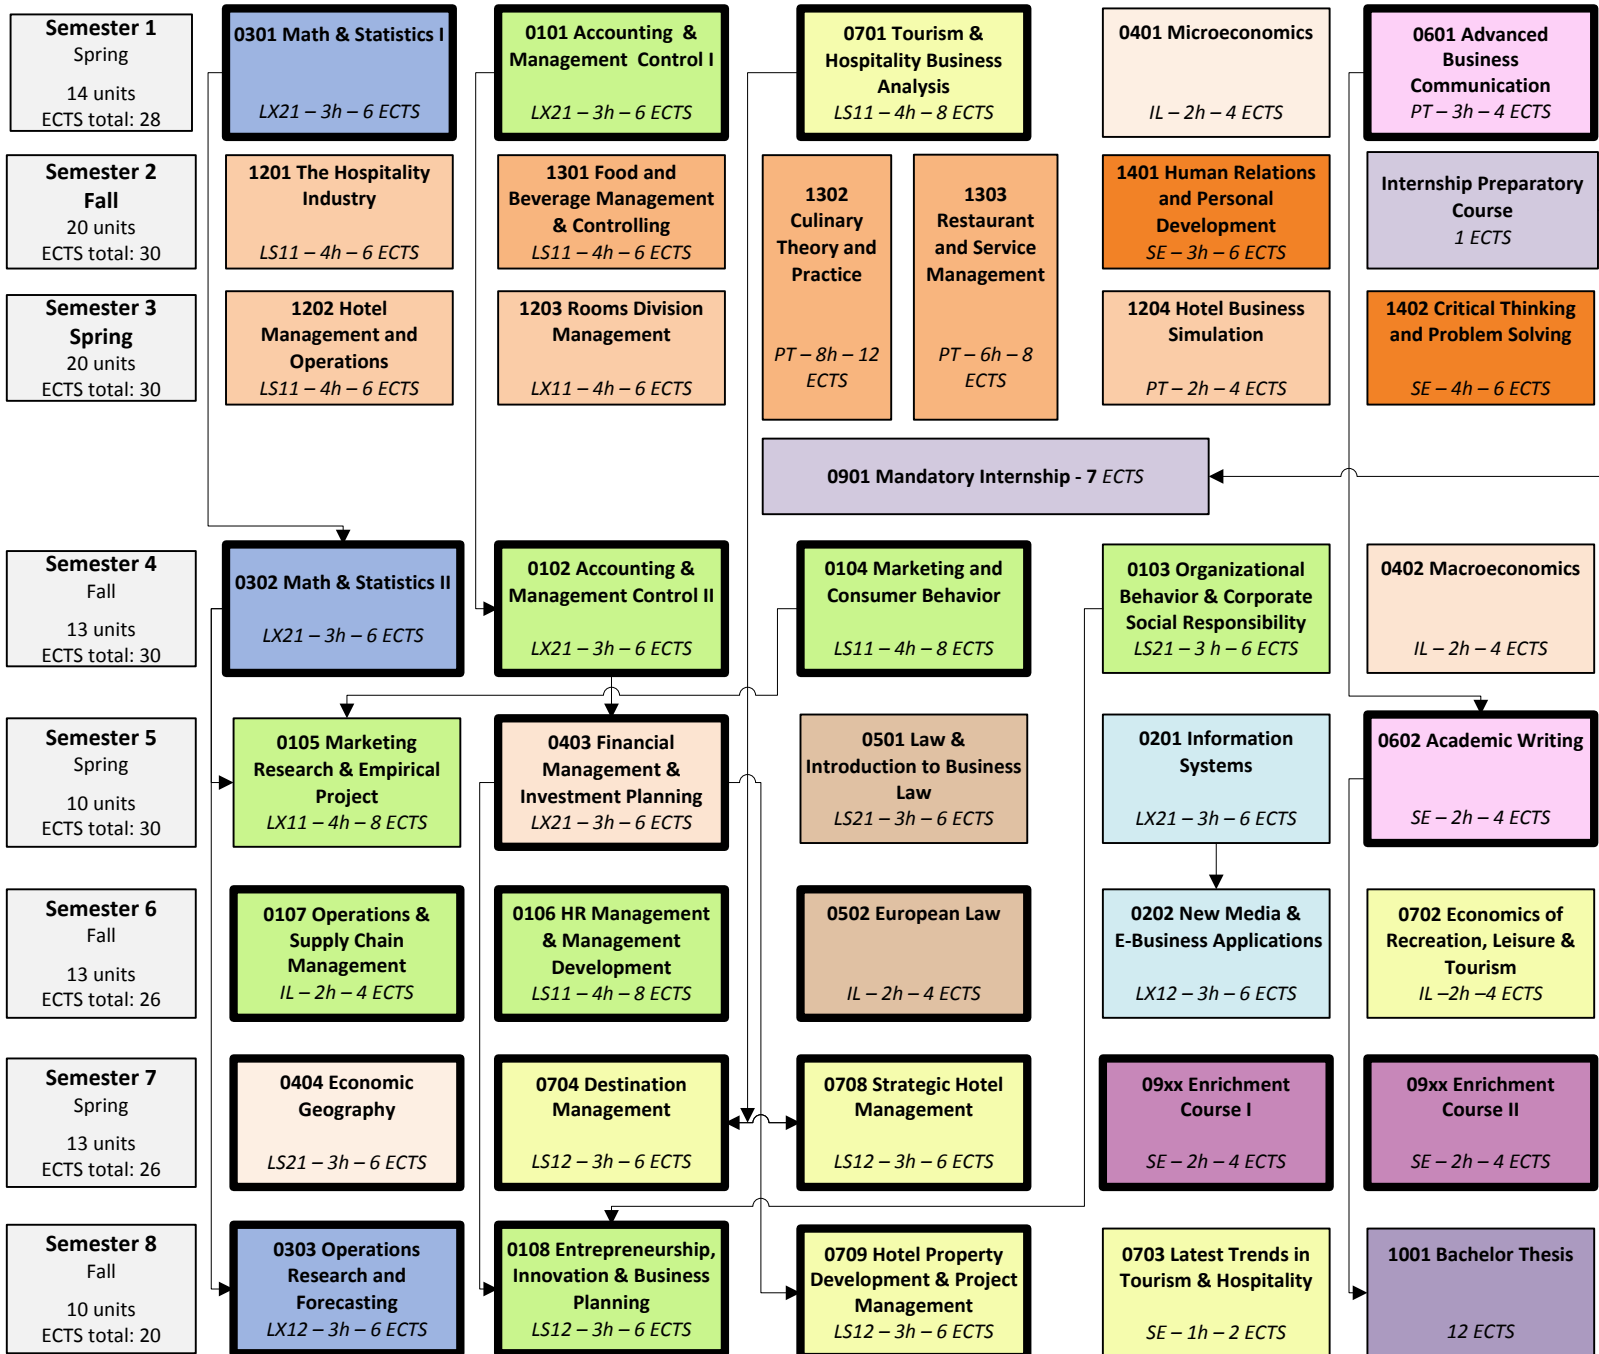 Semester 1
Spring
14 units
ECTS total: 28
0301 Math & Statistics I
LX21 – 3h – 6 ECTS
0101 Accounting &
Management Control I
LX21 – 3h – 6 ECTS
0701 Tourism &
Hospitality Business
Analysis
LS11 – 4h – 8 ECTS
0401 Microeconomics
IL – 2h – 4 ECTS
0601 Advanced
Business
Communication
PT – 3h – 4 ECTS
Semester 2
Fall
20 units
ECTS total: 30
1201 The Hospitality
Industry
LS11 – 4h – 6 ECTS
1301 Food and
Beverage Management
& Controlling
LS11 – 4h – 6 ECTS
1302
Culinary
Theory and
Practice
PT – 8h – 12
ECTS
1303
Restaurant
and Service
Management
PT – 6h – 8
ECTS
1401 Human Relations
and Personal
Development
SE – 3h – 6 ECTS
Internship Preparatory
Course
1 ECTS
Semester 3
Spring
20 units
ECTS total: 30
1202 Hotel
Management and
Operations
LS11 – 4h – 6 ECTS
1203 Rooms Division
Management
LX11 – 4h – 6 ECTS
1204 Hotel Business
Simulation
PT – 2h – 4 ECTS
1402 Critical Thinking
and Problem Solving
SE – 4h – 6 ECTS
0901 Mandatory Internship - 7 ECTS
Semester 4
Fall
13 units
ECTS total: 30
0302 Math & Statistics II
LX21 – 3h – 6 ECTS
0102 Accounting &
Management Control II
LX21 – 3h – 6 ECTS
0104 Marketing and
Consumer Behavior
LS11 – 4h – 8 ECTS
0103 Organizational
Behavior & Corporate
Social Responsibility
LS21 – 3 h – 6 ECTS
0402 Macroeconomics
IL – 2h – 4 ECTS
Semester 5
Spring
10 units
ECTS total: 30
0105 Marketing
Research & Empirical
Project
LX11 – 4h – 8 ECTS
0403 Financial
Management &
Investment Planning
LX21 – 3h – 6 ECTS
0501 Law &
Introduction to Business
Law
LS21 – 3h – 6 ECTS
0201 Information
Systems
LX21 – 3h – 6 ECTS
0602 Academic Writing
SE – 2h – 4 ECTS
Semester 6
Fall
13 units
ECTS total: 26
0107 Operations &
Supply Chain
Management
IL – 2h – 4 ECTS
0106 HR Management
& Management
Development
LS11 – 4h – 8 ECTS
0502 European Law
IL – 2h – 4 ECTS
0202 New Media &
E-Business Applications
LX12 – 3h – 6 ECTS
0702 Economics of
Recreation, Leisure &
Tourism
IL –2h –4 ECTS
Semester 7
Spring
13 units
ECTS total: 26
0404 Economic
Geography
LS21 – 3h – 6 ECTS
0704 Destination
Management
LS12 – 3h – 6 ECTS
0708 Strategic Hotel
Management
LS12 – 3h – 6 ECTS
09xx Enrichment
Course I
SE – 2h – 4 ECTS
09xx Enrichment
Course II
SE – 2h – 4 ECTS
Semester 8
Fall
10 units
ECTS total: 20
0303 Operations
Research and
Forecasting
LX12 – 3h – 6 ECTS
0108 Entrepreneurship,
Innovation & Business
Planning
LS12 – 3h – 6 ECTS
0709 Hotel Property
Development & Project
Management
LS12 – 3h – 6 ECTS
0703 Latest Trends in
Tourism & Hospitality
SE – 1h – 2 ECTS
1001 Bachelor Thesis
12 ECTS